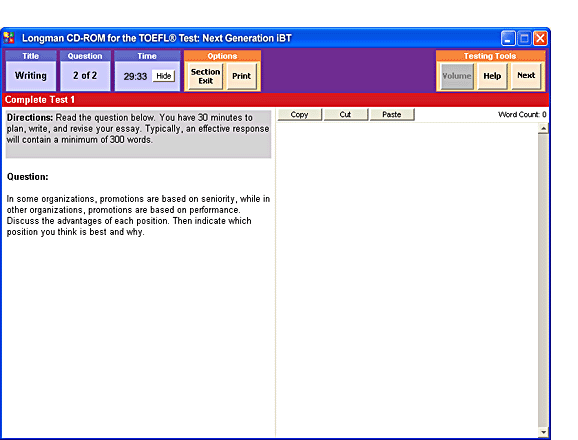 Longman CD-ROM for the TOEFL® Test: Next Generation iBT
Title Question Time Options Testing Tools
Writing 2 of 2 29:33 Hide Section Exit Print Volume Help Next
Complete Test 1
Directions: Read the question below. You have 30 minutes to
plan, write, and revise your essay. Typically, an effective response
will contain a minimum of 300 words.
Copy Cut Paste Word Count: 0
Question:
In some organizations, promotions are based on seniority, while in
other organizations, promotions are based on performance.
Discuss the advantages of each position. Then indicate which
position you think is best and why.